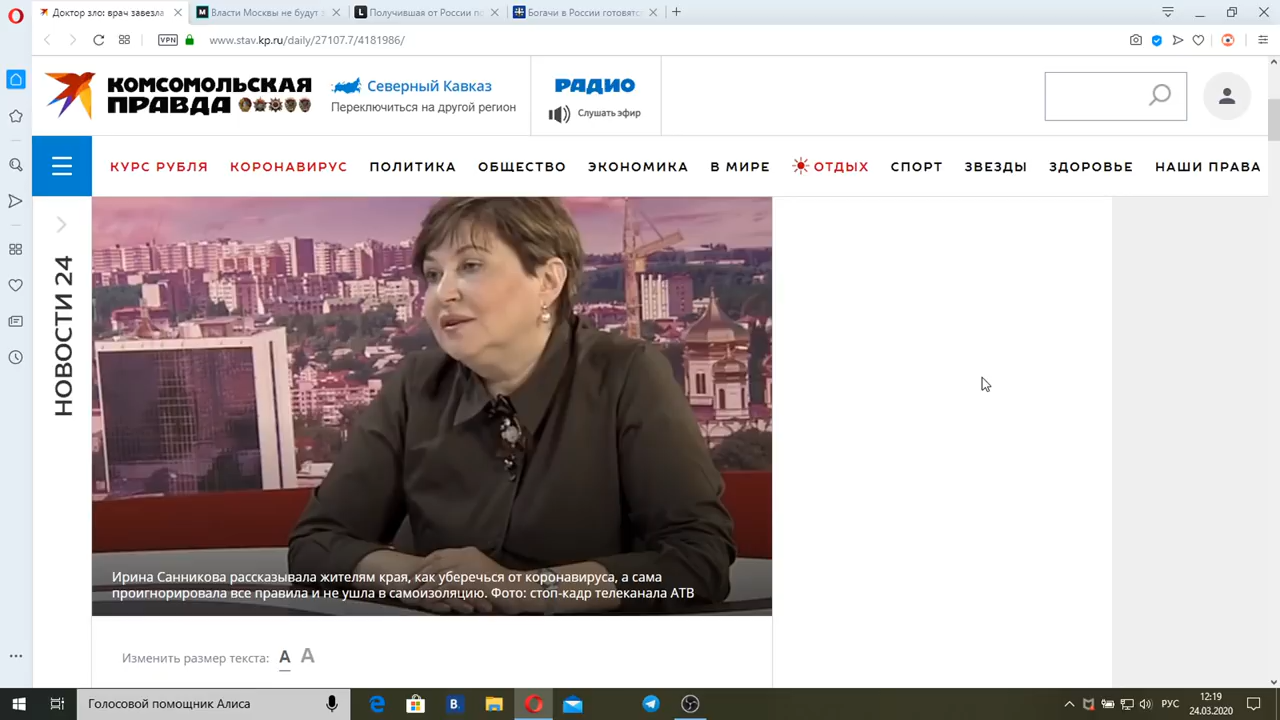 Доктор зло: врач завезла
Власти Москвы не будут з
Получившая от России по
Богачи в России готовятс
VPN
www.stav.kp.ru/daily/27107.7/4181986/
КОМСОМОЛЬСКАЯ
ПРАВДА
Северный Кавказ
Переключиться на другой регион
РАДИО
Слушать эфир
КУРС РУБЛЯ
КОРОНАВИРУС
ПОЛИТИКА
ОБЩЕСТВО
ЭКОНОМИКА
В МИРЕ
ОТДЫХ
СПОРТ
ЗВЕЗДЫ
ЗДОРОВЬЕ
НАШИ ПРАВА
НОВОСТИ 24
Ирина Санникова рассказывала жителям края, как уберечься от коронавируса, а сама
проигнорировала все правила и не ушла в самоизоляцию. Фото: стоп-кадр телеканала АТВ
Изменить размер текста: А А
Голосовой помощник Алиса
РУС
12:19
24.03.2020